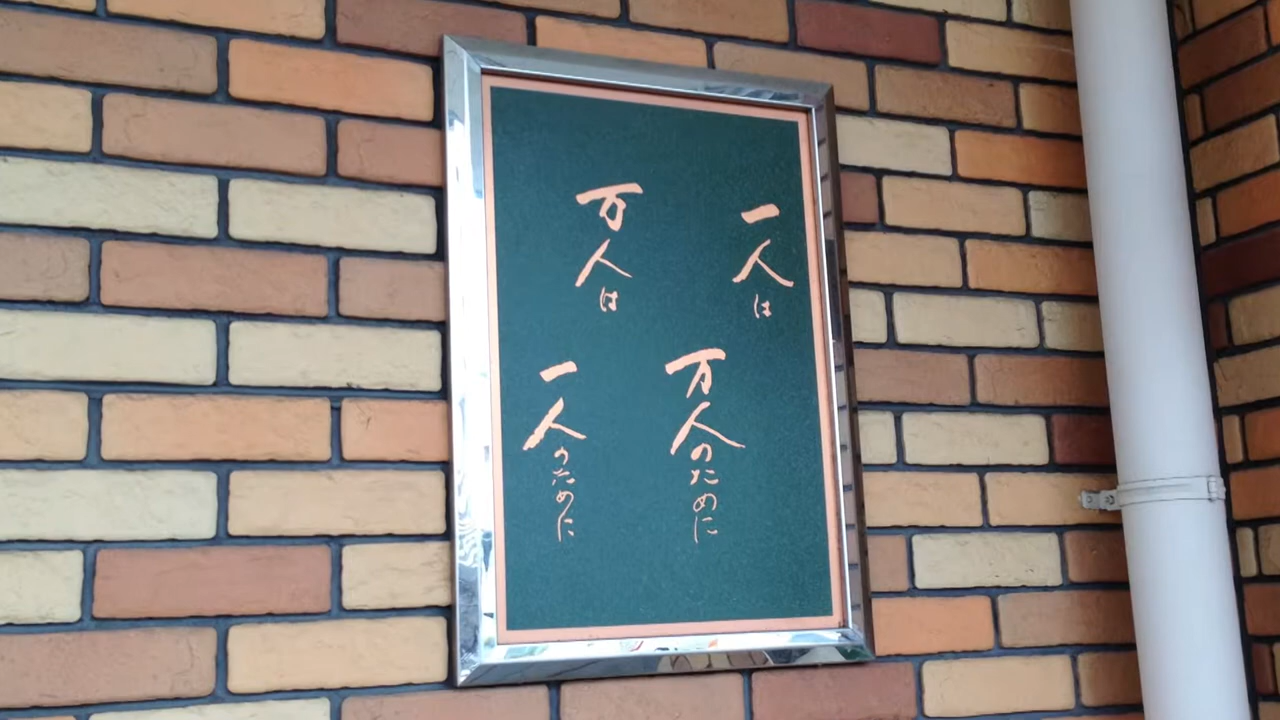 一人は
万人のために
万人は
一人のために